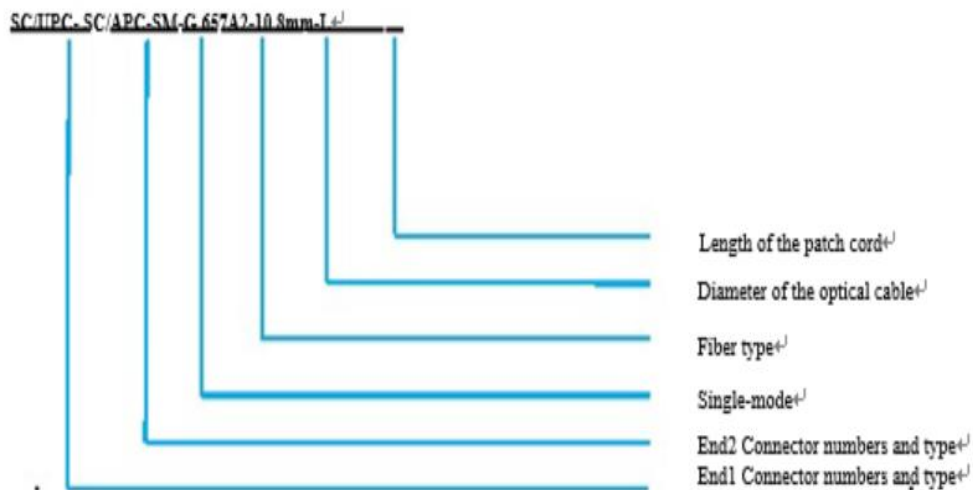 SC/UPC- SC/APC-SM-G.657A2-10.8mm-L
Length of the patch cord
Diameter of the optical cable
Fiber type
Single-mode
End2 Connector numbers and type
End1 Connector numbers and type